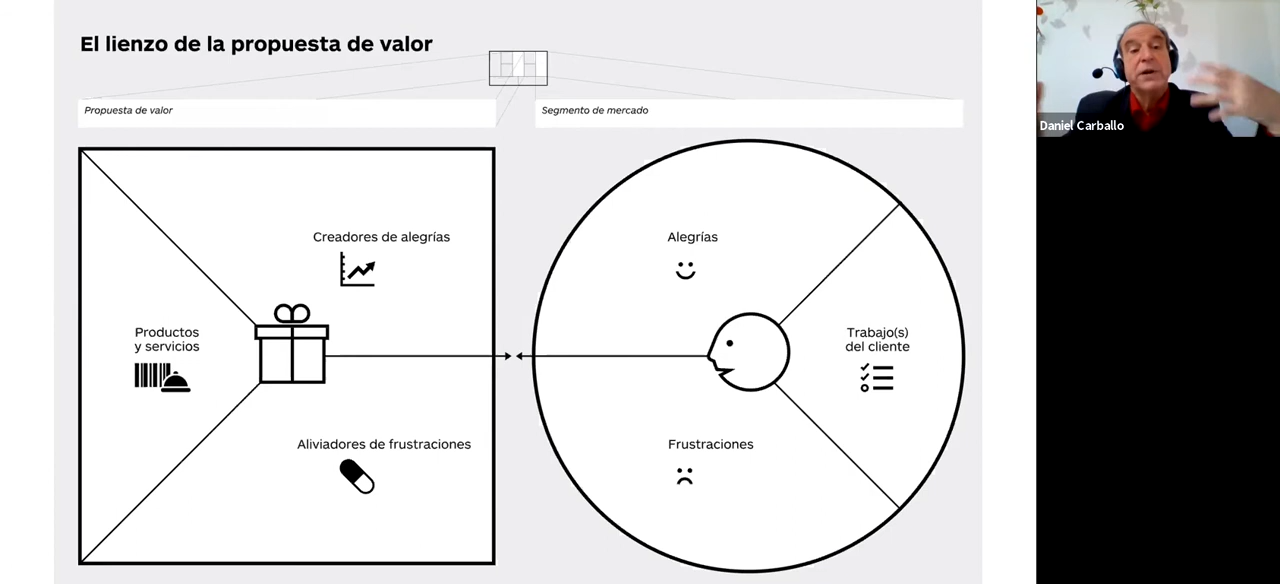 El lienzo de la propuesta de valor
Propuesta de valor
Segmento de mercado
Creadores de alegrías
Productos
y servicios
Aliviadores de frustraciones
Alegrías
Trabajo(s)
del cliente
Frustraciones
Daniel Carballo